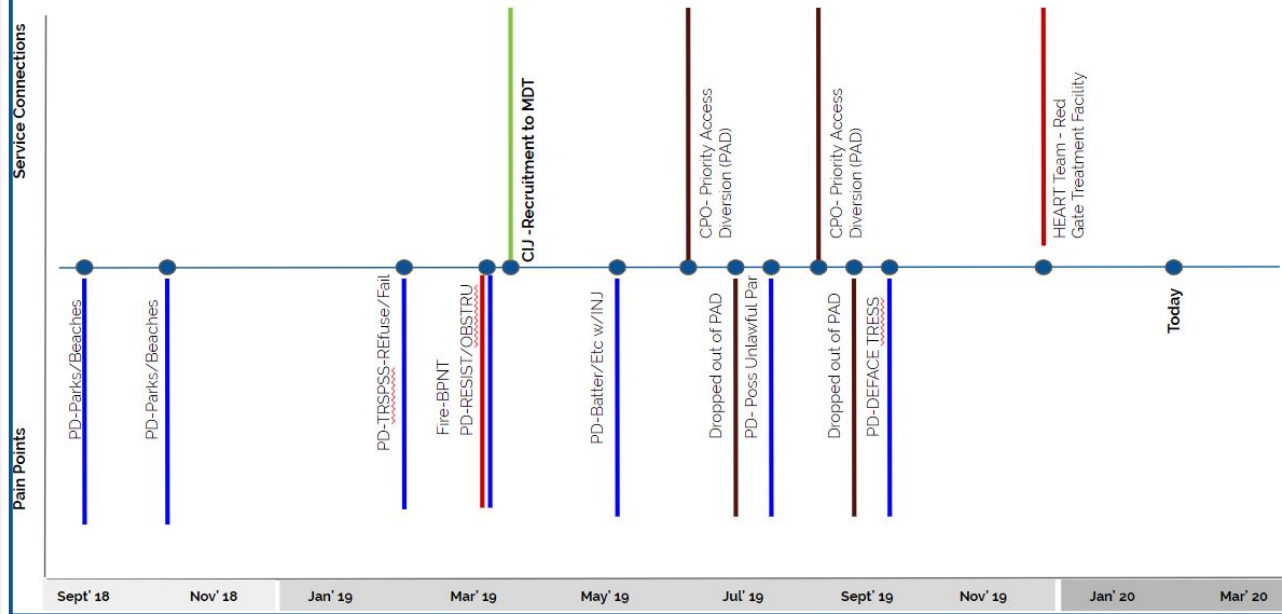 Service Connections
Pain Points
CIJ -Recruitment to MDT
CPO- Priority Access
Diversion (PAD)
CPO- Priority Access
Diversion (PAD)
HEART Team - Red
Gate Treatment Facility
PD-Parks/Beaches
PD-Parks/Beaches
PD-TRSPSS-REfuse/Fail
Fire-BPNT
PD-RESIST/OBSTRU
PD-Batter/Etc w/INJ
Dropped out of PAD
PD- Poss Unlawful Par
Dropped out of PAD
PD-DEFACE TRESS
Today
Sept' 18
Nov' 18
Jan' 19
Mar' 19
May' 19
Jul' 19
Sept' 19
Nov' 19
Jan' 20
Mar' 20